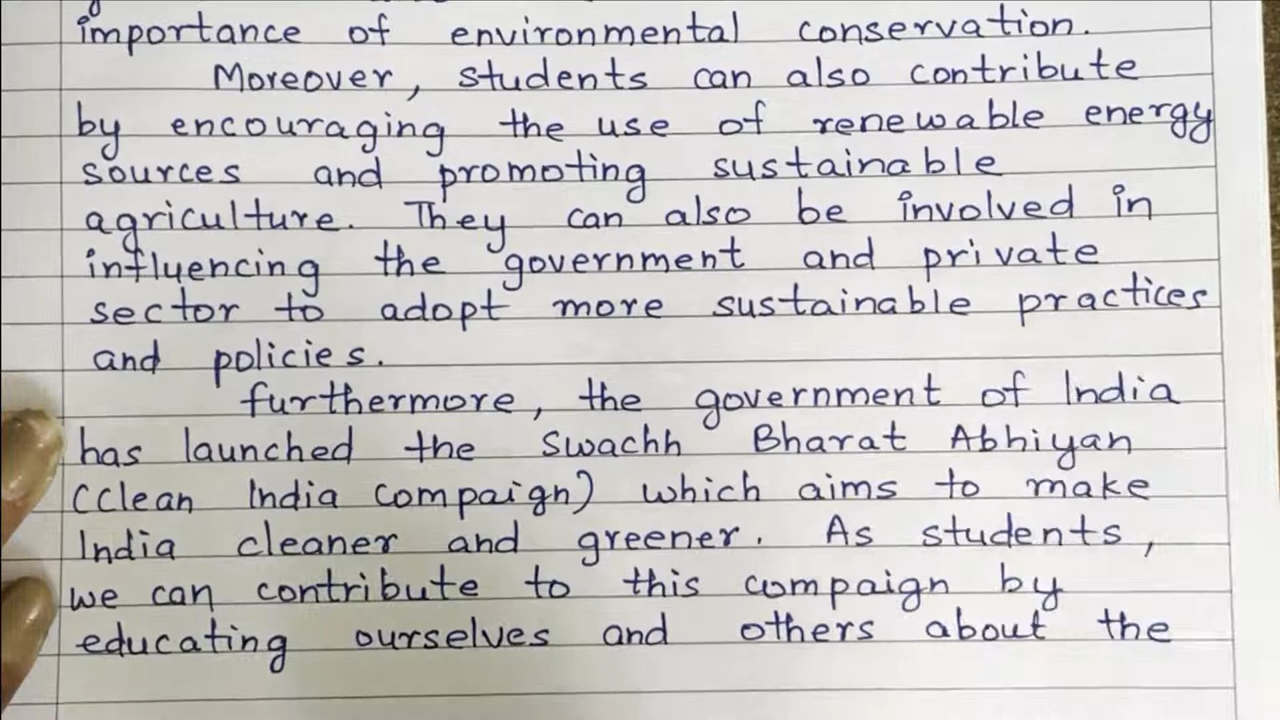 importance of environmental conservation.
Moreover, students can also contribute
by encouraging the use of renewable energy
sources and promoting sustainable
agriculture. They can also be involved in
influencing the government and private
sector to adopt more sustainable practices
and policies.
furthermore, the government of India
has launched the Swachh Bharat Abhiyan
(Clean India Compaign) which aims to make
India cleaner and greener. As students,
we can contribute to this compaign by
educating ourselves and others about the